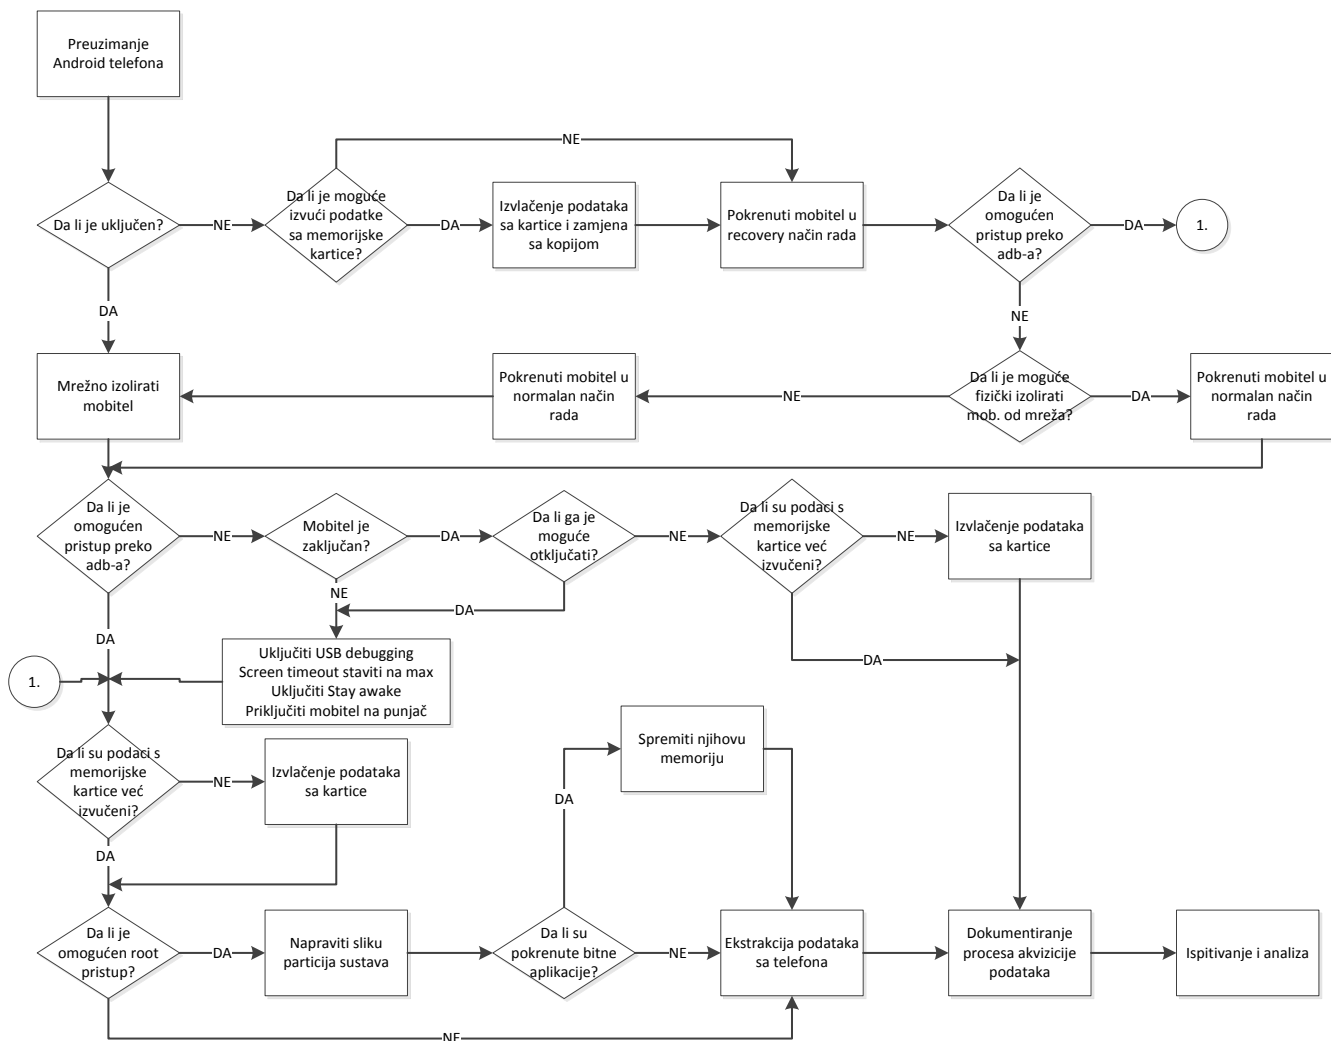 Preuzimanje
Android telefona
Da li je uključen?
NE
Da li je moguće
izvući podatke
sa memorijske
kartice?
NE
DA
Izvlačenje podataka
sa kartice i zamjena
sa kopijom
Pokrenuti mobitel u
recovery način rada
Da li je
omogućen
pristup preko
adb-a?
DA
1.
DA
NE
Mrežno izolirati
mobitel
Pokrenuti mobitel u
normalan način
rada
NE
Da li je moguće
fizički izolirati
mob. od mreža?
DA
Pokrenuti mobitel u
normalan način
rada
Da li je
omogućen
pristup preko
adb-a?
NE
Mobitel je
zaključan?
DA
Da li ga je
moguće
otključati?
NE
Da li su podaci s
memorijske
kartice već
izvučeni?
NE
Izvlačenje podataka
sa kartice
NE
DA
DA
DA
1.
Uključiti USB debugging
Screen timeout staviti na max
Uključiti Stay awake
Priključiti mobitel na punjač
Da li su podaci s
memorijske
kartice već
izvučeni?
NE
Izvlačenje podataka
sa kartice
Spremiti njihovu
memoriju
DA
DA
Da li je
omogućen root
pristup?
DA
Napraviti sliku
particija sustava
Da li su
pokrenute bitne
aplikacije?
NE
Ekstrakcija podataka
sa telefona
Dokumentiranje
procesa akvizicije
podataka
Ispitivanje i analiza
NE